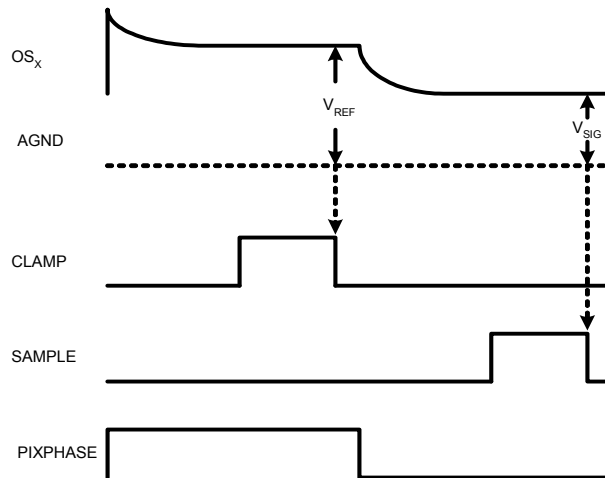 OSX
VREF
AGND
VSIG
CLAMP
SAMPLE
PIXPHASE